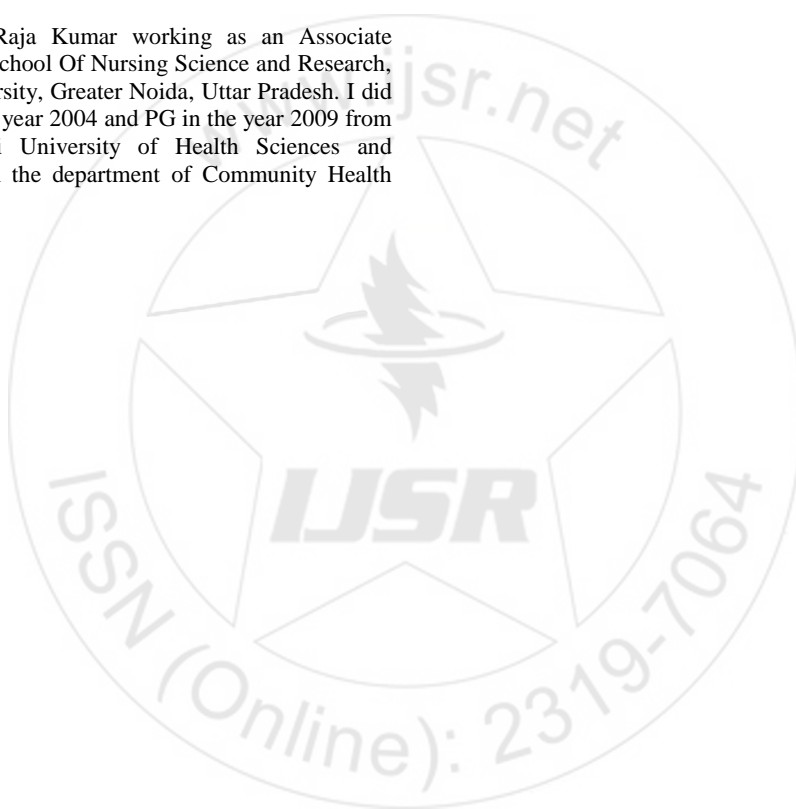 Raja Kumar working as an Associate
chool Of Nursing Science and Research,
rsity, Greater Noida, Uttar Pradesh. I did
year 2004 and PG in the year 2009 from
i University of Health Sciences and
the department of Community Health
www.ijsr.net
IJSR
ISSN (Online): 2319-7064